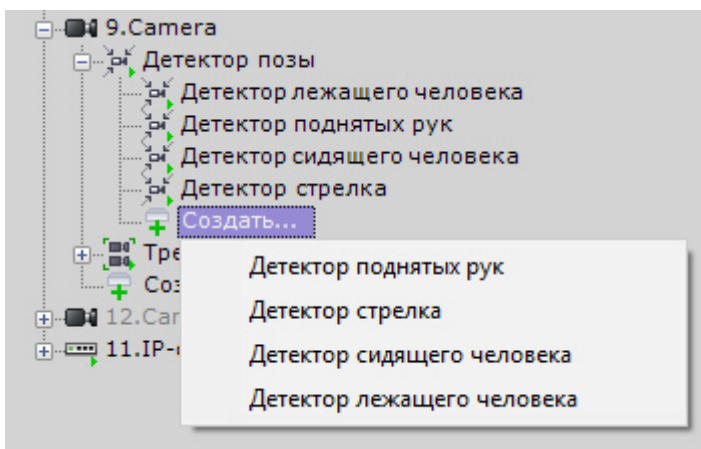 9.Camera
Детектор позы
Детектор лежащего человека
Детектор поднятых рук
Детектор сидящего человека
Детектор стрелка
Создать...
Детектор поднятых рук
Детектор стрелка
Детектор сидящего человека
Детектор лежащего человека